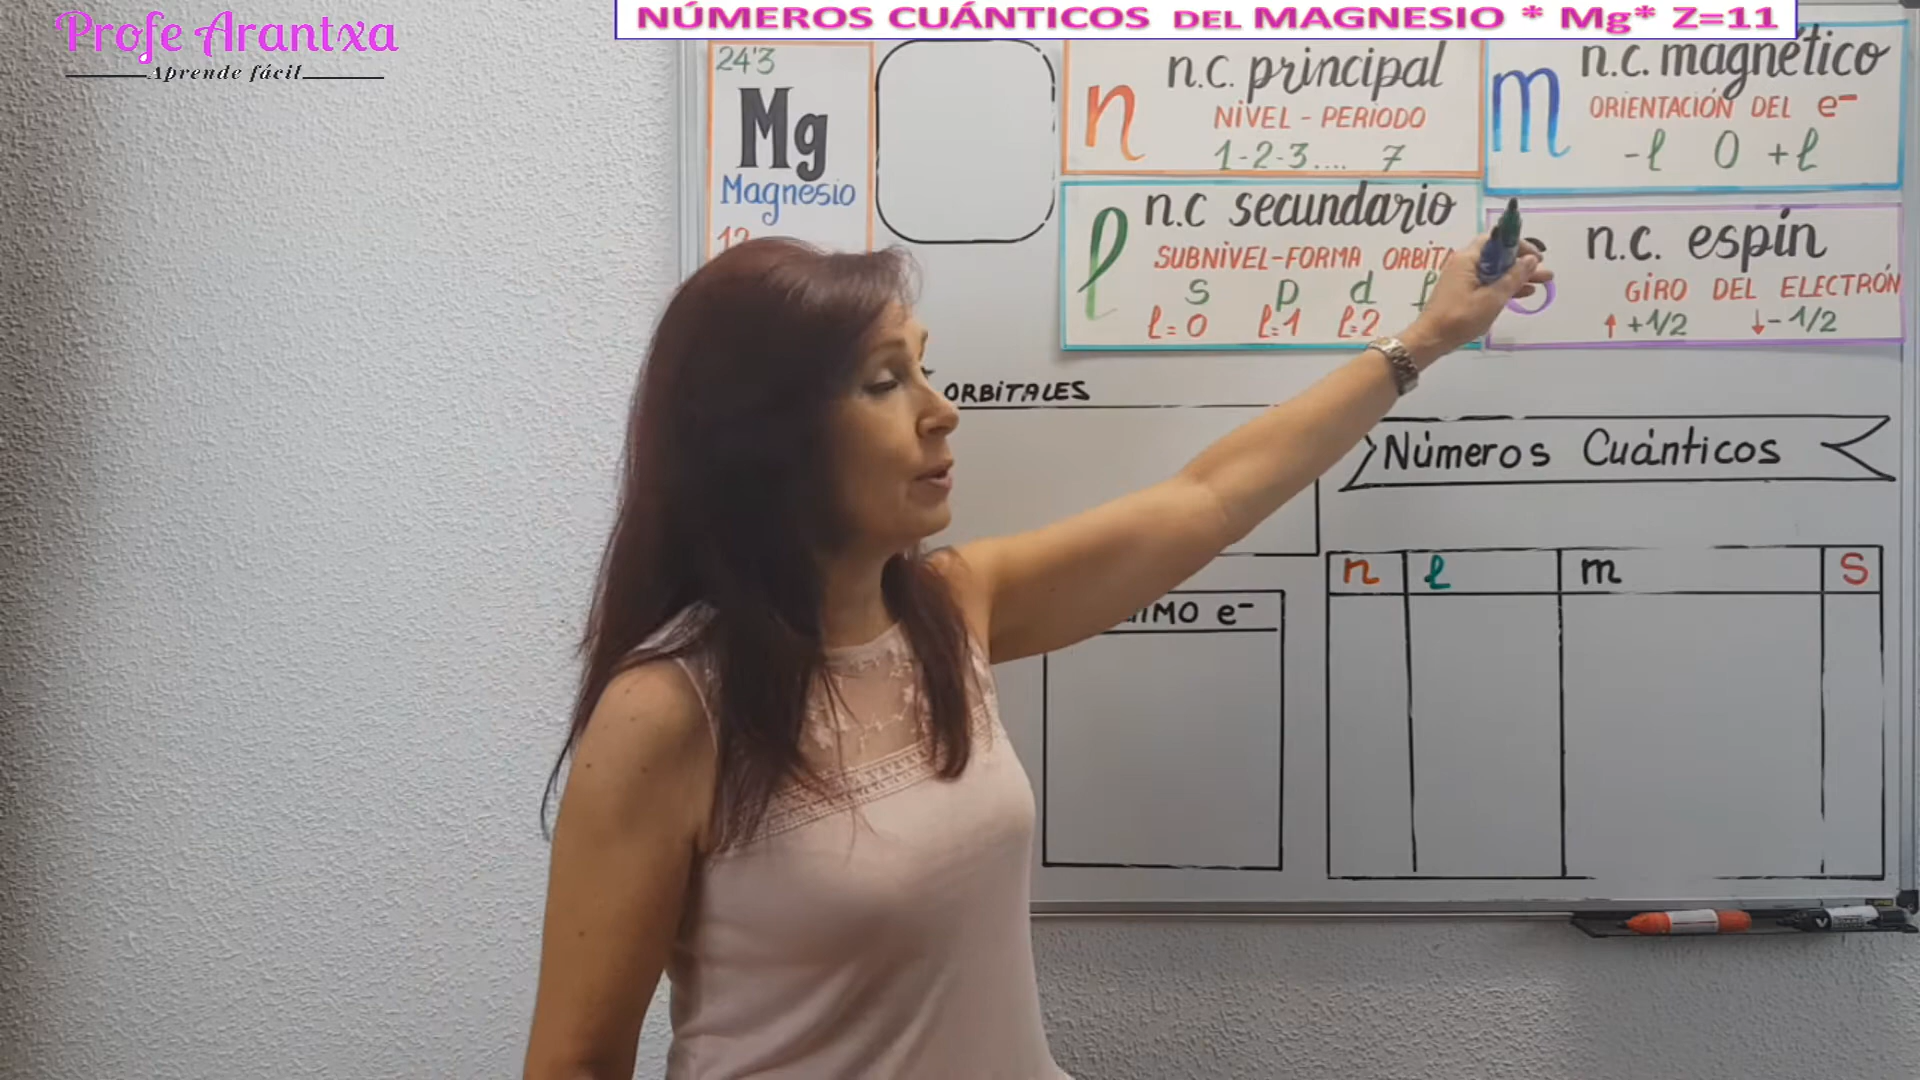 Profe Arantxa
Aprende fácil
NÚMEROS CUÁNTICOS DEL MAGNESIO * Mg* Z=11
24'3
Mg
Magnesio
12
n
n.c. principal
NIVEL - PERIODO
1-2-3.... 7
l
n.c secundario
SUBNIVEL-FORMA
s p d
l=0 l=1 l=2
m
n.c. magnético
ORIENTACIÓN DEL e-
-l 0 +l
n.c. espín
GIRO DEL ELECTRÓN
↑ +1/2 ↓- 1/2
ORBITALES
Números Cuánticos
e-
n l m s